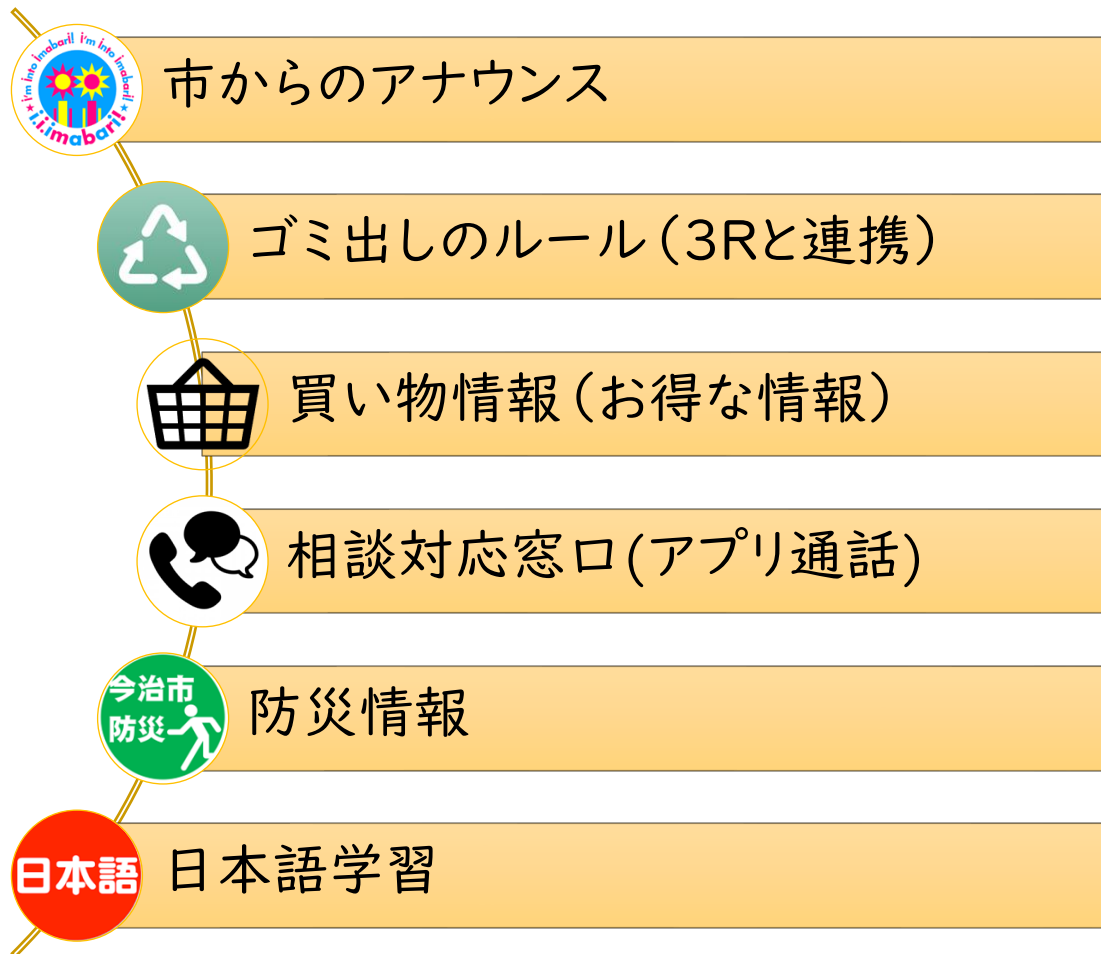 i'm into imabari! i'm into imabari!
i.i.imabari!
市からのアナウンス
ゴミ出しのルール（3Rと連携）
買い物情報（お得な情報）
相談対応窓口(アプリ通話)
今治市
防災
防災情報
日本語
日本語学習